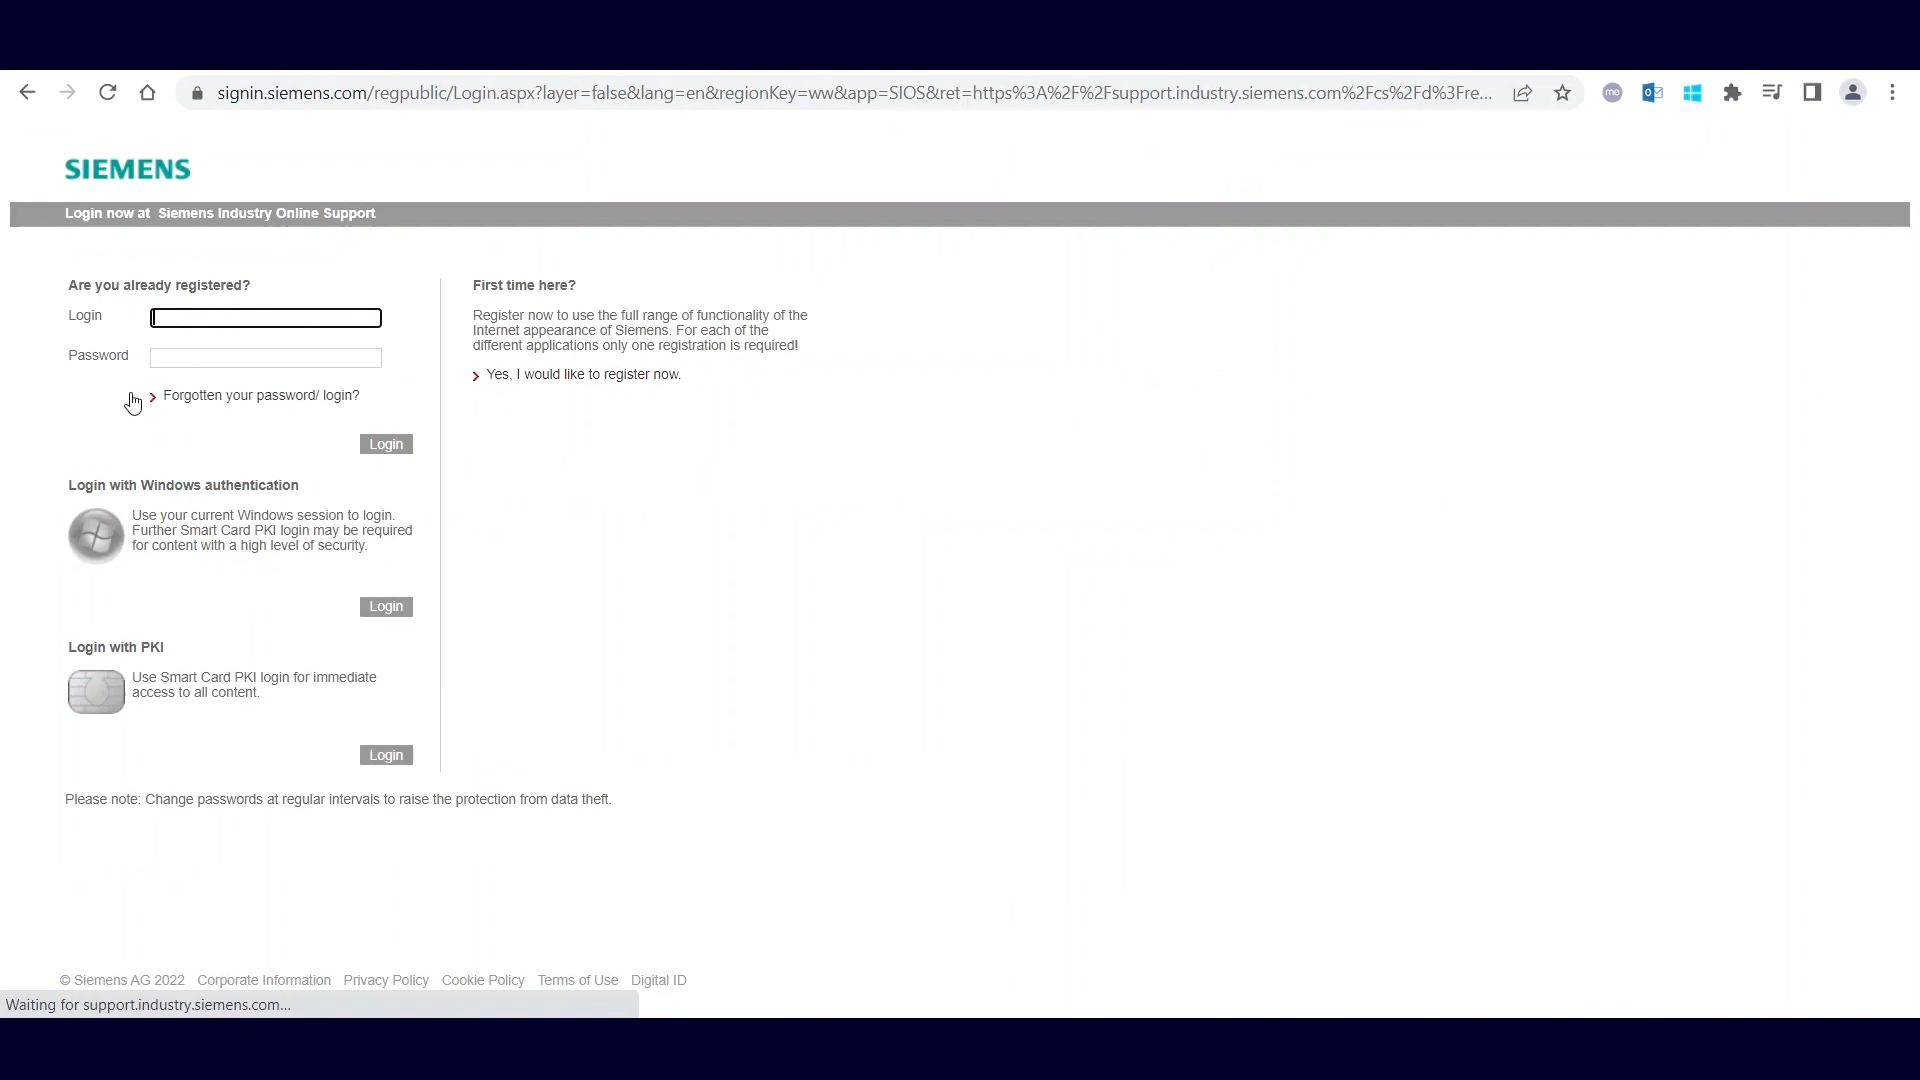 signin.siemens.com/regpublic/Login.aspx?layer=false&lang=en&regionKey=ww&app=SIOS&ret=https%3A%2F%2Fsupport.industry.siemens.com%2Fcs%2Fd%3Fre...
me
SIEMENS
Login now at Siemens Industry Online Support
Are you already registered?
Login
Password
Forgotten your password/ login?
Login
Login with Windows authentication
Use your current Windows session to login.
Further Smart Card PKI login may be required
for content with a high level of security.
Login
Login with PKI
Use Smart Card PKI login for immediate
access to all content.
Login
First time here?
Register now to use the full range of functionality of the
Internet appearance of Siemens. For each of the
different applications only one registration is required!
Yes, I would like to register now.
Please note: Change passwords at regular intervals to raise the protection from data theft.
© Siemens AG 2022 Corporate Information Privacy Policy Cookie Policy Terms of Use Digital ID
Waiting for support.industry.siemens.com...